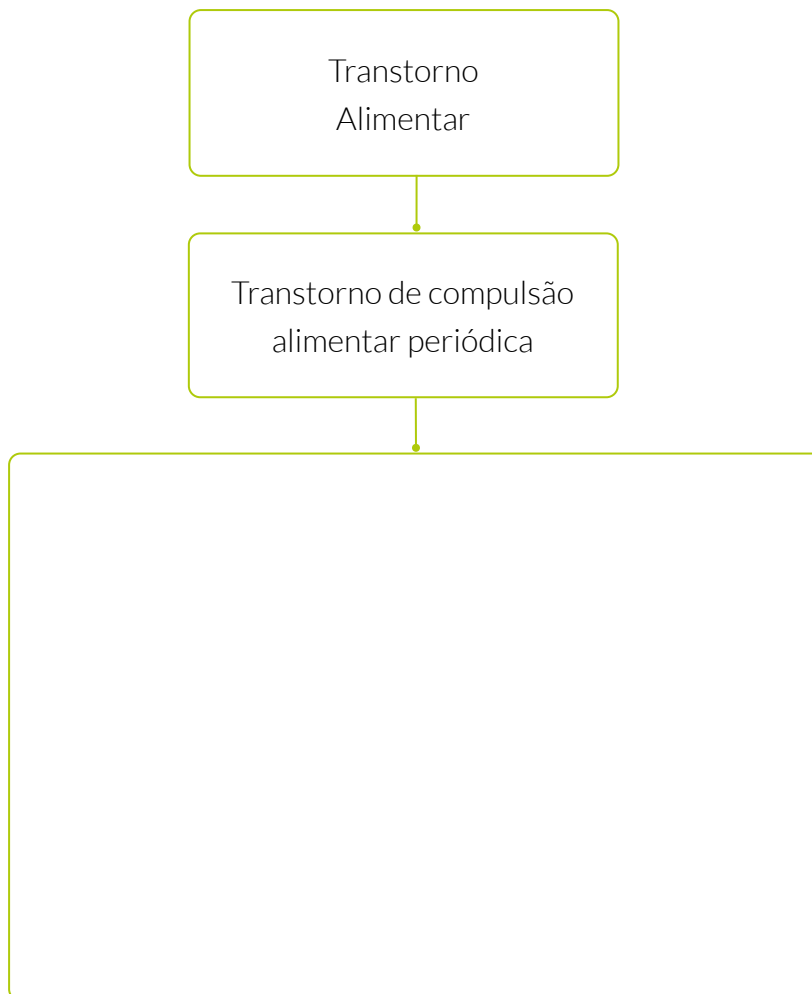 Transtorno
Alimentar
Transtorno de compulsão
alimentar periódica